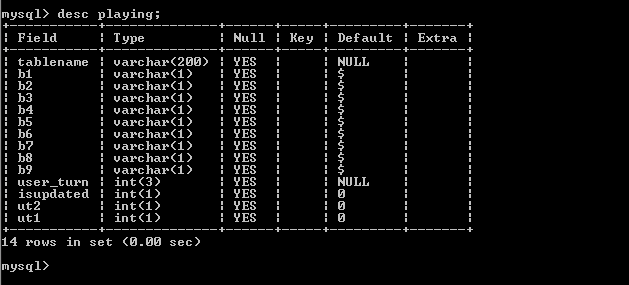 mysql> desc playing;
+------------+--------------+------+-----+---------+-------+
| Field      | Type         | Null | Key | Default | Extra |
+------------+--------------+------+-----+---------+-------+
| tablename  | varchar(200) | YES  |     | NULL    |       |
| b1         | varchar(1)   | YES  |     | $       |       |
| b2         | varchar(1)   | YES  |     | $       |       |
| b3         | varchar(1)   | YES  |     | $       |       |
| b4         | varchar(1)   | YES  |     | $       |       |
| b5         | varchar(1)   | YES  |     | $       |       |
| b6         | varchar(1)   | YES  |     | $       |       |
| b7         | varchar(1)   | YES  |     | $       |       |
| b8         | varchar(1)   | YES  |     | $       |       |
| b9         | varchar(1)   | YES  |     | $       |       |
| user_turn  | int(3)       | YES  |     | NULL    |       |
| isupdated  | int(1)       | YES  |     | 0       |       |
| ut2        | int(1)       | YES  |     | 0       |       |
| ut1        | int(1)       | YES  |     | 0       |       |
+------------+--------------+------+-----+---------+-------+
14 rows in set (0.00 sec)
mysql>